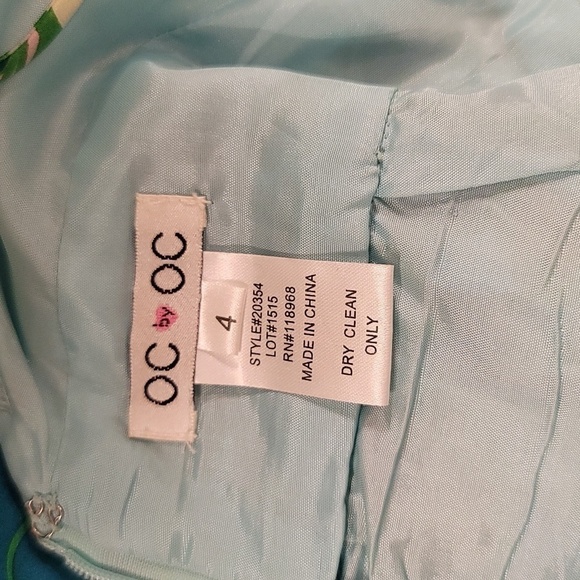 OC by OC
4
STYLE#20354
LOT#1515
RN#118968
MADE IN CHINA
DRY CLEAN
ONLY